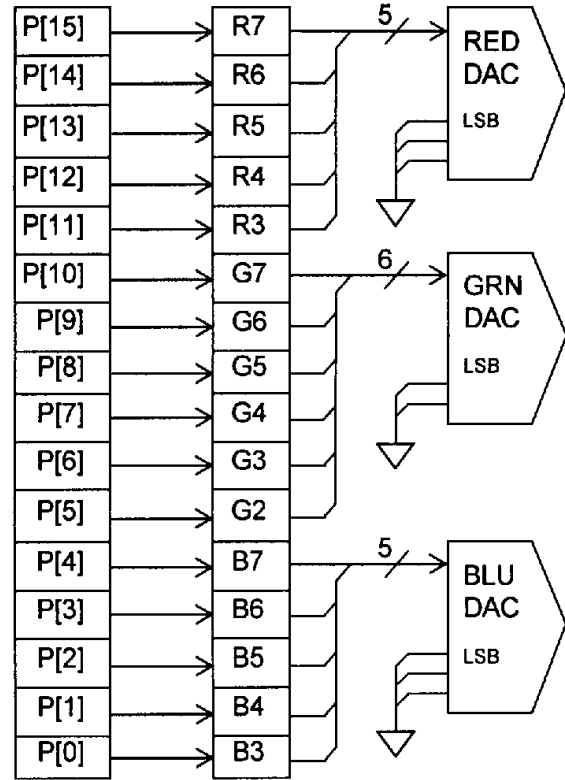 P[15] R7 5 RED
DAC
P[14] R6
P[13] R5 LSB
P[12] R4
P[11] R3
P[10] G7 6 GRN
DAC
P[9] G6
P[8] G5 LSB
P[7] G4
P[6] G3
P[5] G2
P[4] B7 5 BLU
DAC
P[3] B6
P[2] B5 LSB
P[1] B4
P[0] B3